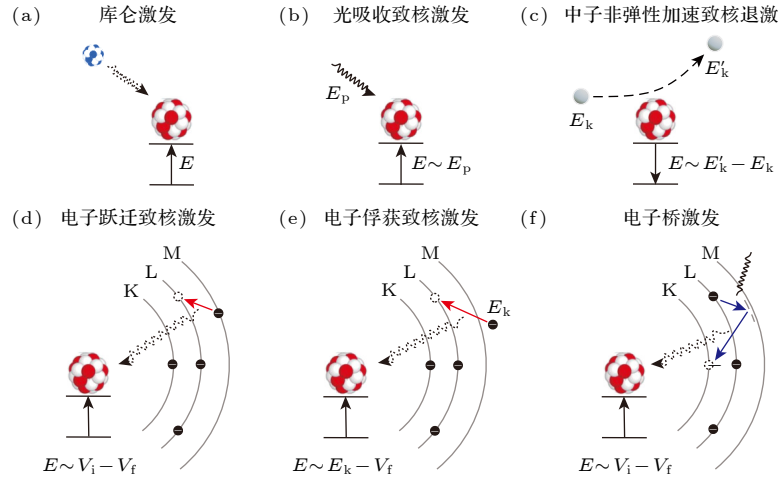 (a) 库仑激发
E
(b) 光吸收致核激发
E_p
E ~ E_p
(c) 中子非弹性加速致核退激
E_k
E′_k
E ~ E′_k − E_k
(d) 电子跃迁致核激发
M
L
K
E ~ V_i − V_f
(e) 电子俘获致核激发
M
L
K
E_k
E ~ E_k − V_f
(f) 电子桥激发
M
L
K
E ~ V_i − V_f